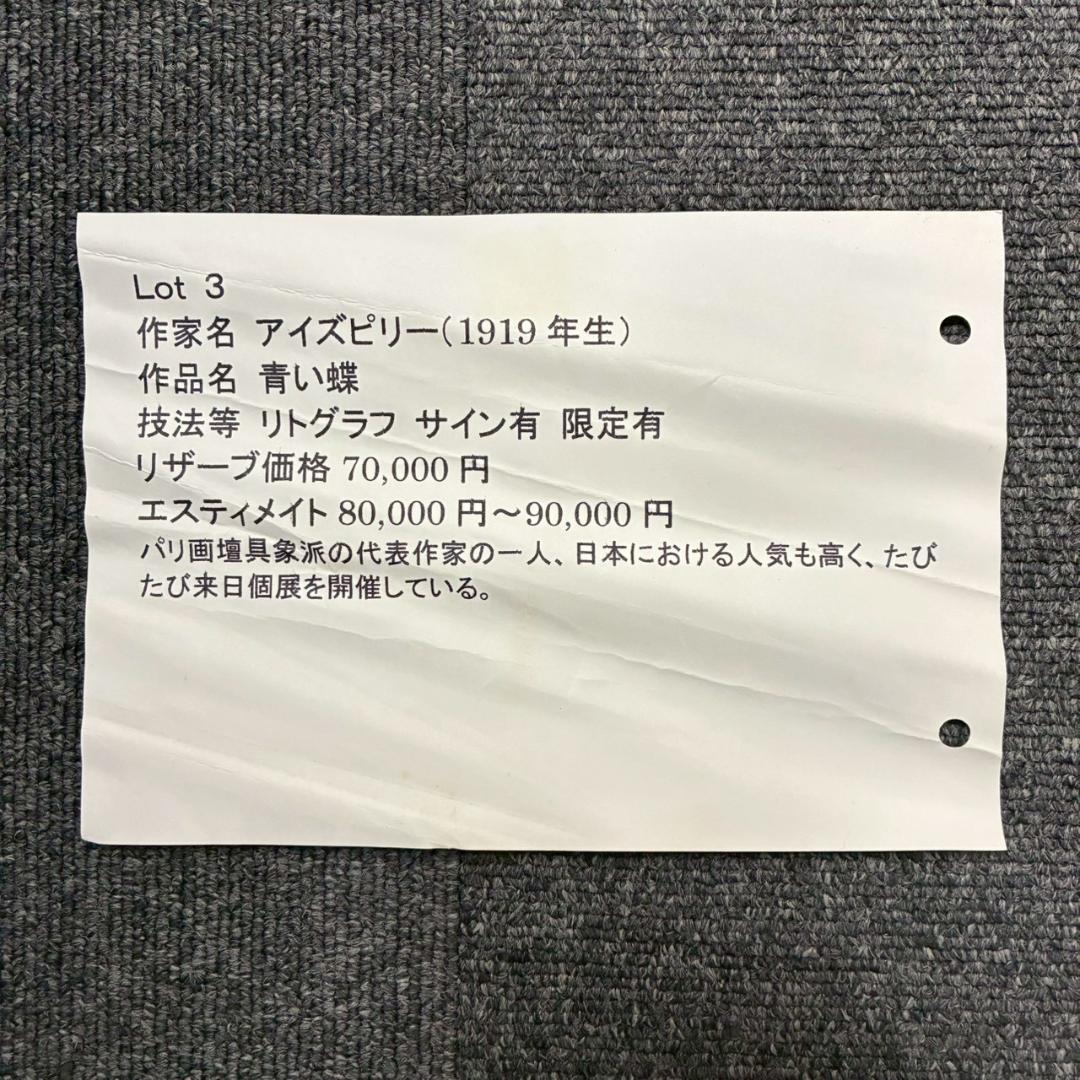 Lot 3
作家名 アイズピリー（1919 年生）
作品名 青い蝶
技法等 リトグラフ サイン有 限定有
リザーブ価格 70,000 円
エスティメイト 80,000 円～90,000 円
パリ画壇具象派の代表作家の一人、日本における人気も高く、たび
たび来日個展を開催している。